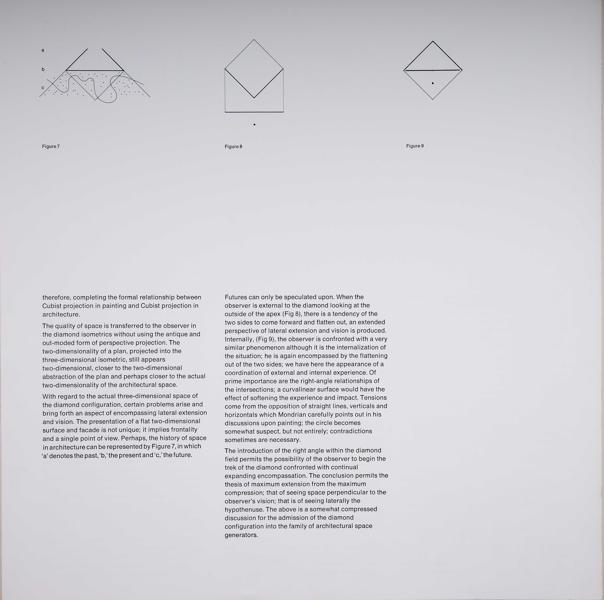 a
b
c
Figure 7
Figure 8
Figure 9
therefore, completing the formal relationship between
Cubist projection in painting and Cubist projection in
architecture.
The quality of space is transferred to the observer in
the diamond isometrics without using the antique and
out-moded form of perspective projection. The
two-dimensionality of a plan, projected into the
three-dimensional isometric, still appears
two-dimensional, closer to the two-dimensional
abstraction of the plan and perhaps closer to the actual
two-dimensionality of the architectural space.
With regard to the actual three-dimensional space of
the diamond configuration, certain problems arise and
bring forth an aspect of encompassing lateral extension
and vision. The presentation of a flat two-dimensional
surface and facade is not unique; it implies frontality
and a single point of view. Perhaps, the history of space
in architecture can be represented by Figure 7, in which
'a' denotes the past, 'b,' the present and 'c,' the future.
Futures can only be speculated upon. When the
observer is external to the diamond looking at the
outside of the apex (Fig 8), there is a tendency of the
two sides to come forward and flatten out, an extended
perspective of lateral extension and vision is produced.
Internally, (Fig 9), the observer is confronted with a very
similar phenomenon although it is the internalization of
the situation; he is again encompassed by the flattening
out of the two sides; we have here the appearance of a
coordination of external and internal experience. Of
prime importance are the right-angle relationships of
the intersections; a curvalinear surface would have the
effect of softening the experience and impact. Tensions
come from the opposition of straight lines, verticals and
horizontals which Mondrian carefully points out in his
discussions upon painting; the circle becomes
somewhat suspect, but not entirely; contradictions
sometimes are necessary.
The introduction of the right angle within the diamond
field permits the possibility of the observer to begin the
trek of the diamond confronted with continual
expanding encompassation. The conclusion permits the
thesis of maximum extension from the maximum
compression; that of seeing space perpendicular to the
observer's vision; that is of seeing laterally the
hypothenuse. The above is a somewhat compressed
discussion for the admission of the diamond
configuration into the family of architectural space
generators.